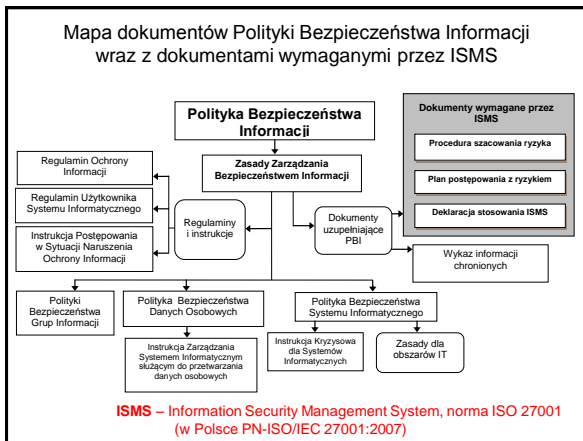 Mapa dokumentów Polityki Bezpieczeństwa Informacji
wraz z dokumentami wymaganymi przez ISMS
Polityka Bezpieczeństwa
Informacji
Dokumenty wymagane przez
ISMS
Procedura szacowania ryzyka
Plan postępowania z ryzykiem
Deklaracja stosowania ISMS
Zasady Zarządzania
Bezpieczeństwem Informacji
Regulamin Ochrony
Informacji
Regulamin Użytkownika
Systemu Informatycznego
Instrukcja Postępowania
w Sytuacji Naruszenia
Ochrony Informacji
Regulaminy
i instrukcje
Dokumenty
uzupełniające
PBI
Wykaz informacji
chronionych
Polityki
Bezpieczeństwa
Grup Informacji
Polityka Bezpieczeństwa
Danych Osobowych
Polityka Bezpieczeństwa
Systemu Informatycznego
Instrukcja Zarządzania
Systemem Informatycznym
służącym do przetwarzania
danych osobowych
Instrukcja Kryzysowa
dla Systemów
Informatycznych
Zasady dla
obszarów IT
ISMS – Information Security Management System, norma ISO 27001
(w Polsce PN-ISO/IEC 27001:2007)